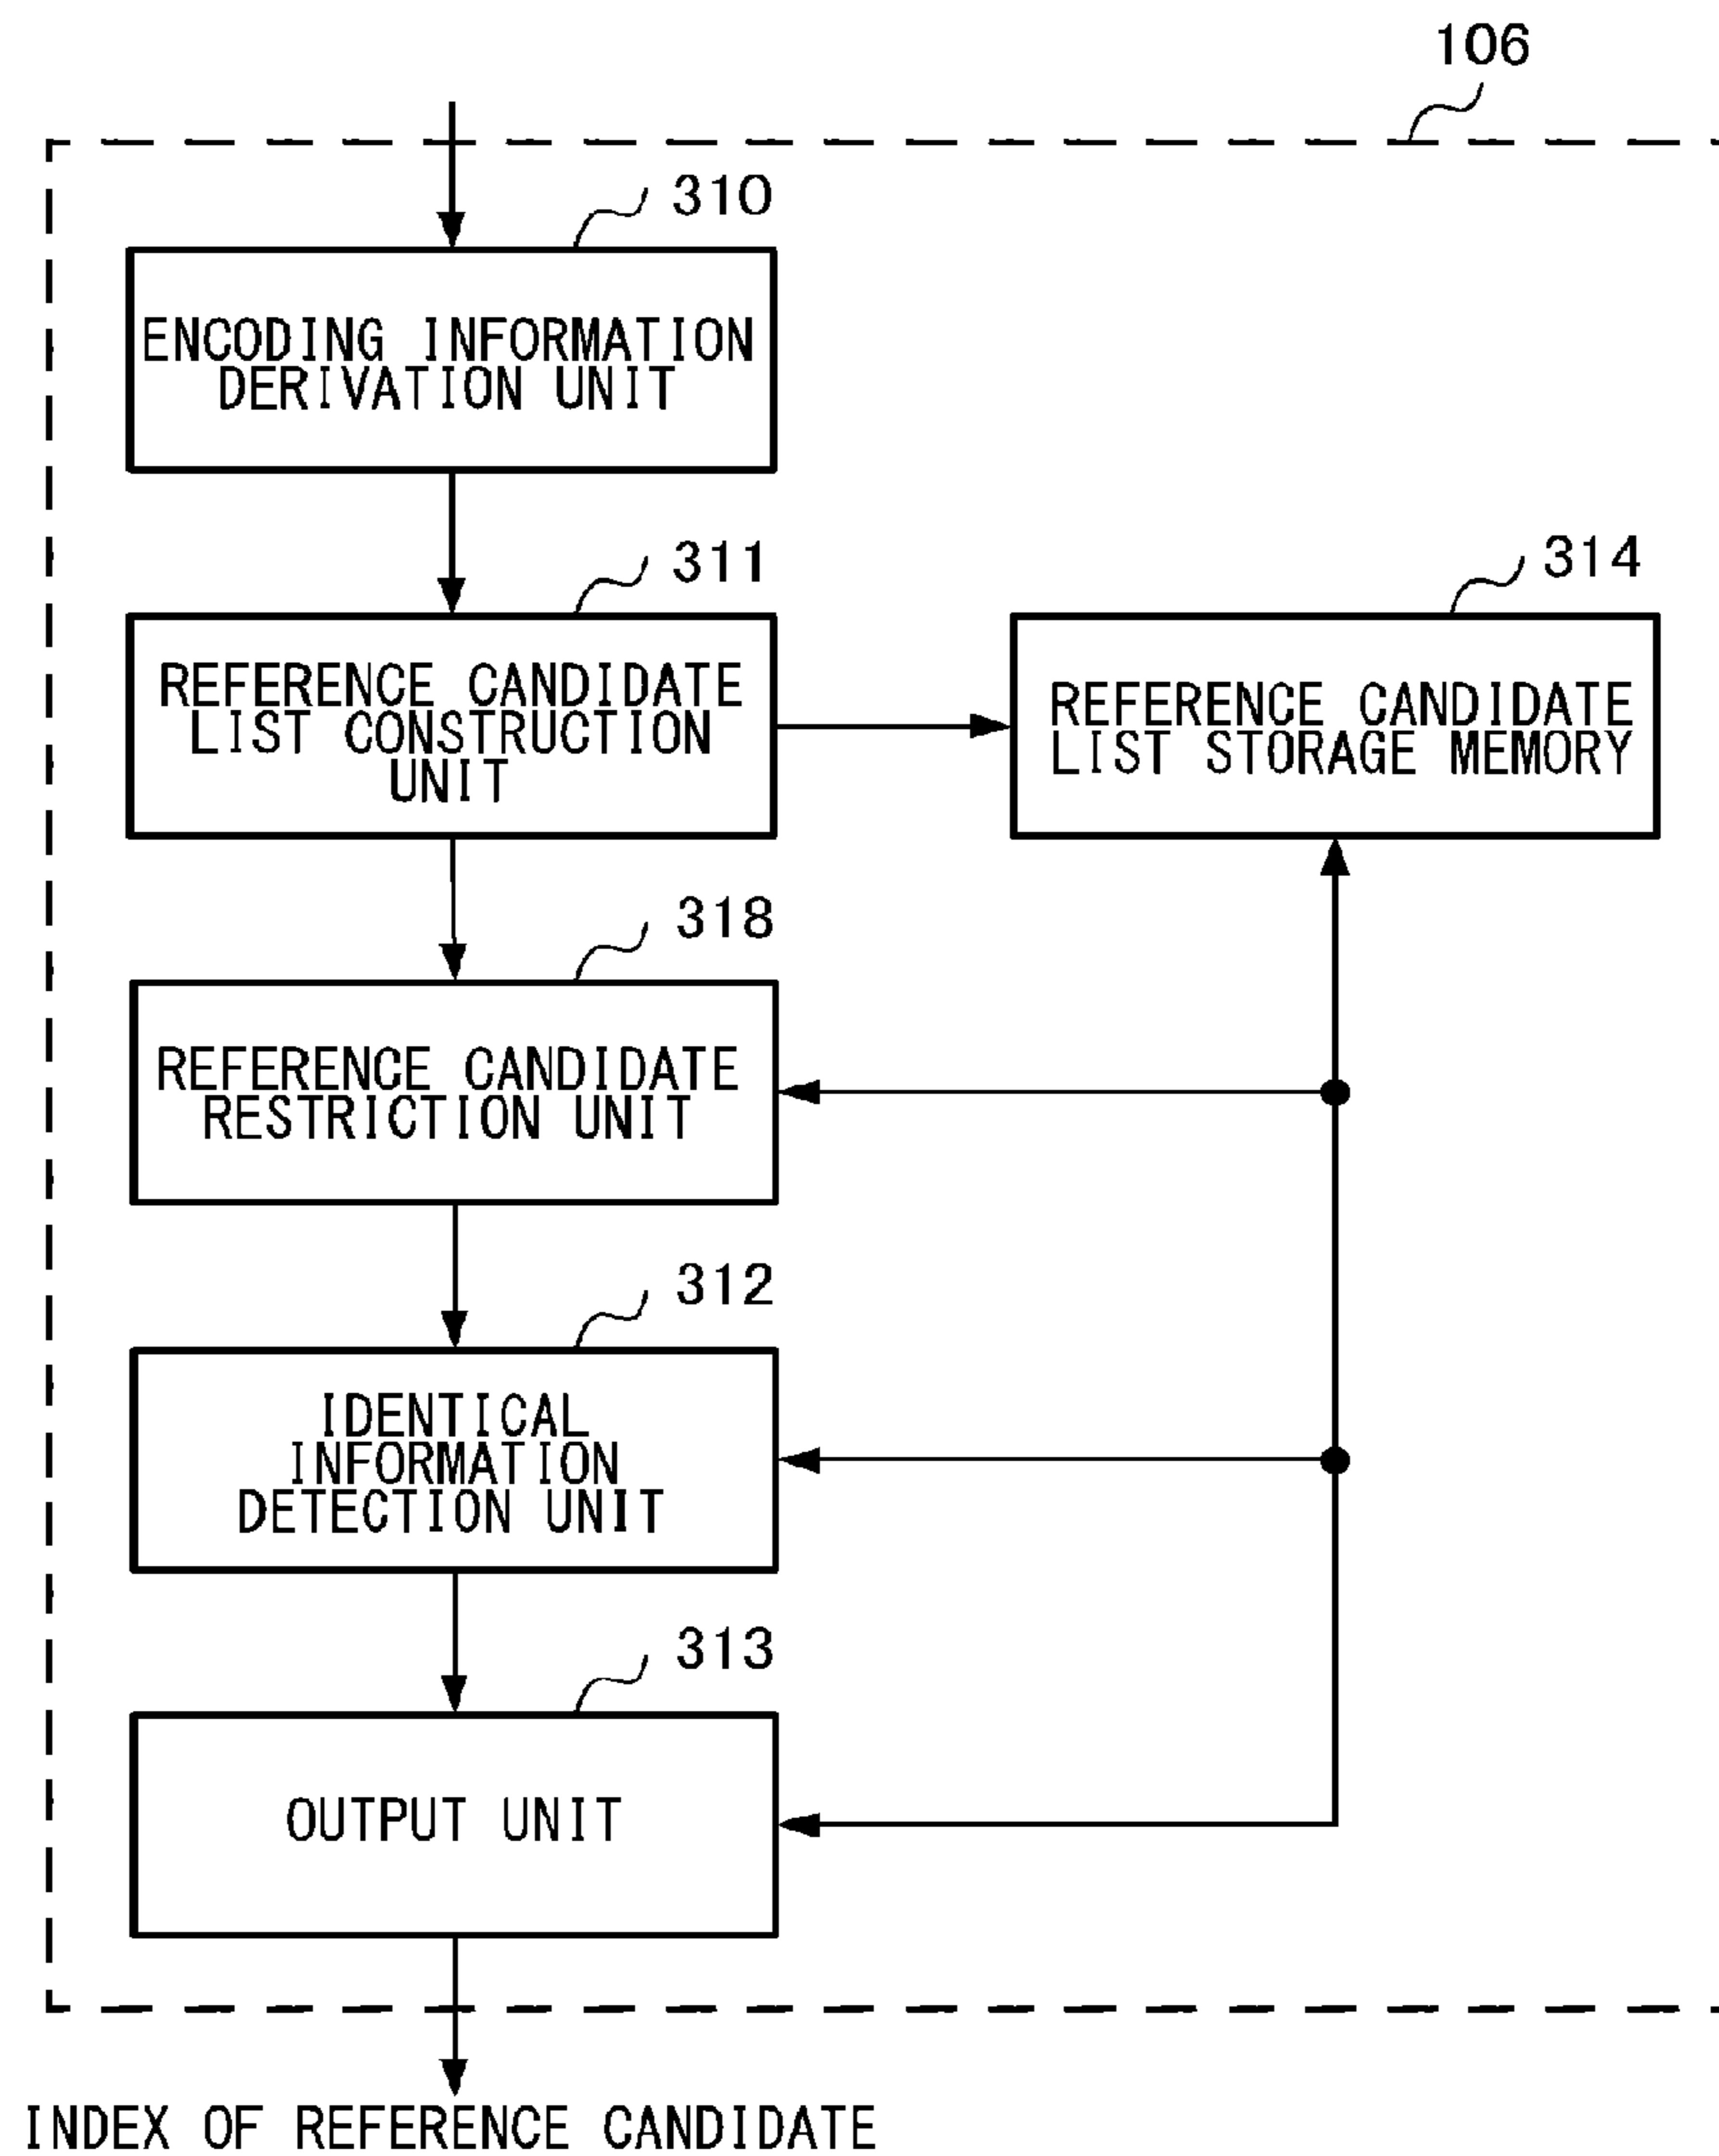 106
310
ENCODING INFORMATION
DERIVATION UNIT
311
REFERENCE CANDIDATE
LIST CONSTRUCTION
UNIT
314
REFERENCE CANDIDATE
LIST STORAGE MEMORY
318
REFERENCE CANDIDATE
RESTRICTION UNIT
312
IDENTICAL
INFORMATION
DETECTION UNIT
313
OUTPUT UNIT
INDEX OF REFERENCE CANDIDATE